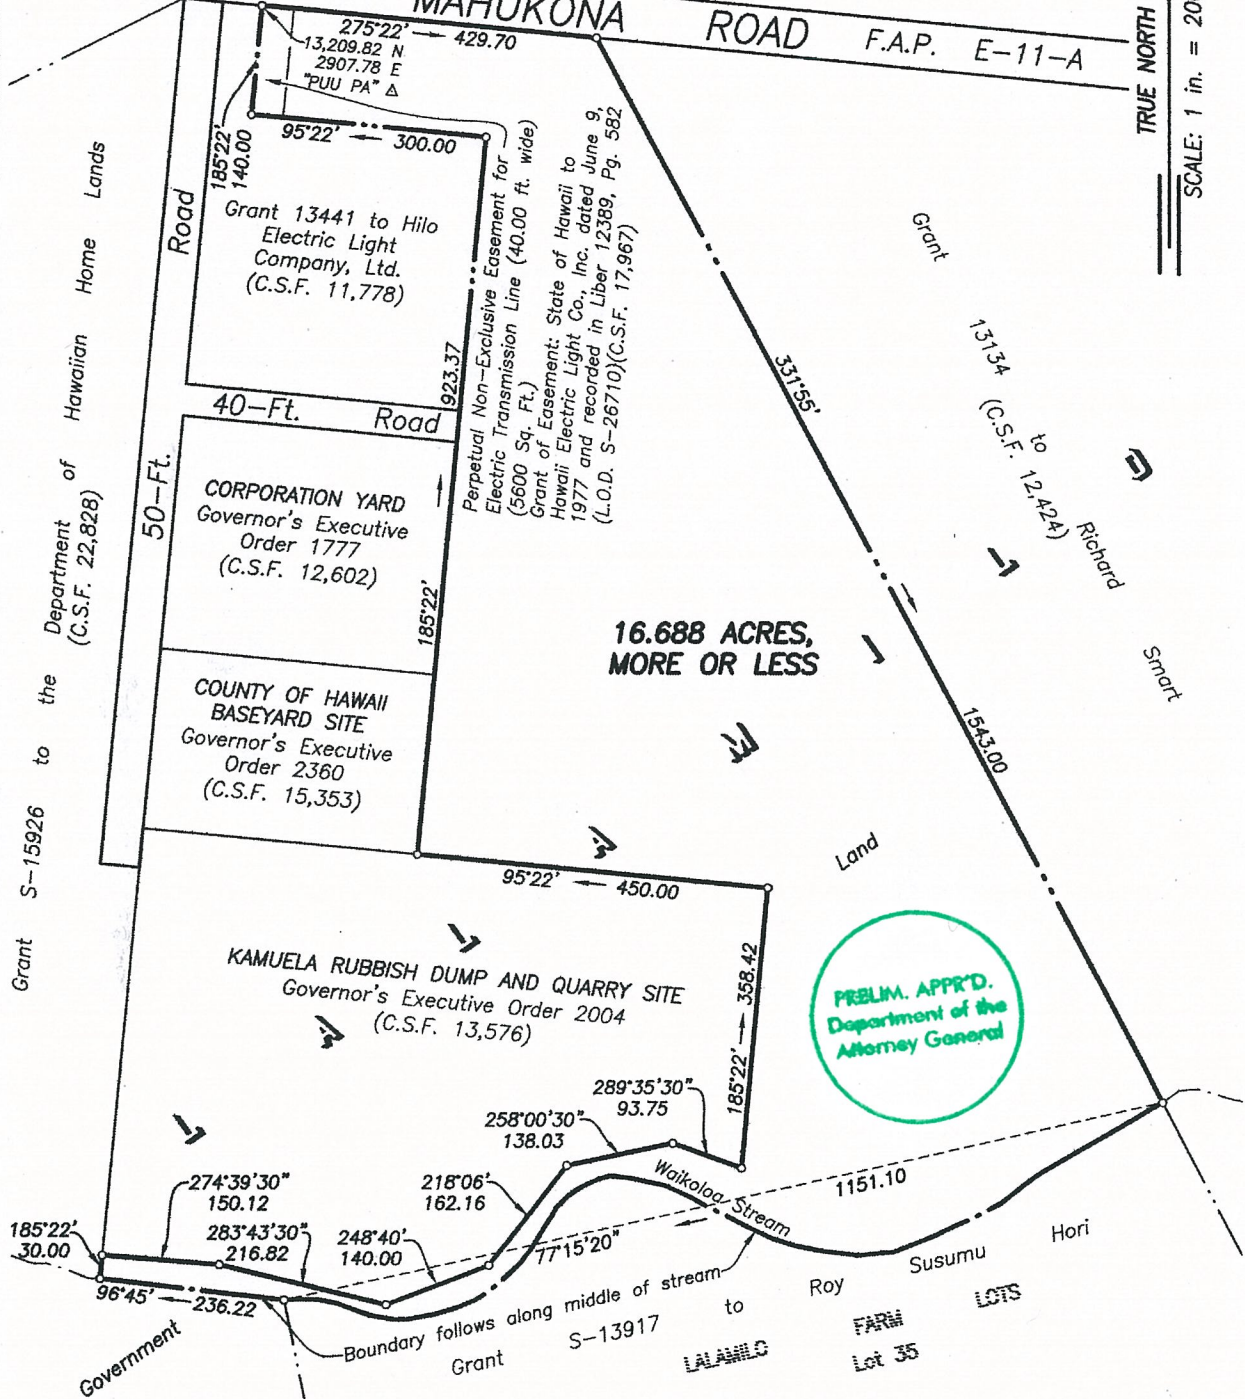 MAHUKONA ROAD F.A.P. E-11-A
TRUE NORTH
SCALE: 1 in. = 20
275°22' 429.70
13,209.82 N
2907.78 E
"PUU PA" △
185°22'
140.00
95°22' 300.00
Road
Grant 13441 to Hilo
Electric Light
Company, Ltd.
(C.S.F. 11,778)
Perpetual Non-Exclusive Easement for
Electric Transmission Line (40.00 ft. wide)
(5600 Sq. Ft.)
Grant of Easement: State of Hawaii to
Hawaii Electric Light Co., Inc. dated June 9,
1977 and recorded in Liber 12389, Pg. 582
(L.O.D. S-26710)(C.S.F. 17,967)
923.37
185°22'
40-Ft. Road
50-Ft.
CORPORATION YARD
Governor's Executive
Order 1777
(C.S.F. 12,602)
COUNTY OF HAWAII
BASEYARD SITE
Governor's Executive
Order 2360
(C.S.F. 15,353)
Grant S-15926 to the Department of Hawaiian Home Lands
(C.S.F. 22,828)
331°55'
1543.00
Grant 13134 to Richard Smart
(C.S.F. 12,424)
16.688 ACRES,
MORE OR LESS
Land
95°22' 450.00
185°22' 358.42
KAMUELA RUBBISH DUMP AND QUARRY SITE
Governor's Executive Order 2004
(C.S.F. 13,576)
PRELIM. APPR'D.
Department of the
Attorney General
289°35'30"
93.75
258°00'30"
138.03
218°06'
162.16
248°40'
140.00
274°39'30"
150.12
283°43'30"
216.82
185°22'
30.00
96°45' 236.22
Waikoloa Stream
1151.10
77°15'20"
Boundary follows along middle of stream
Government
Grant S-13917 to Roy Susumu Hori
LALAMILO FARM LOTS
Lot 35